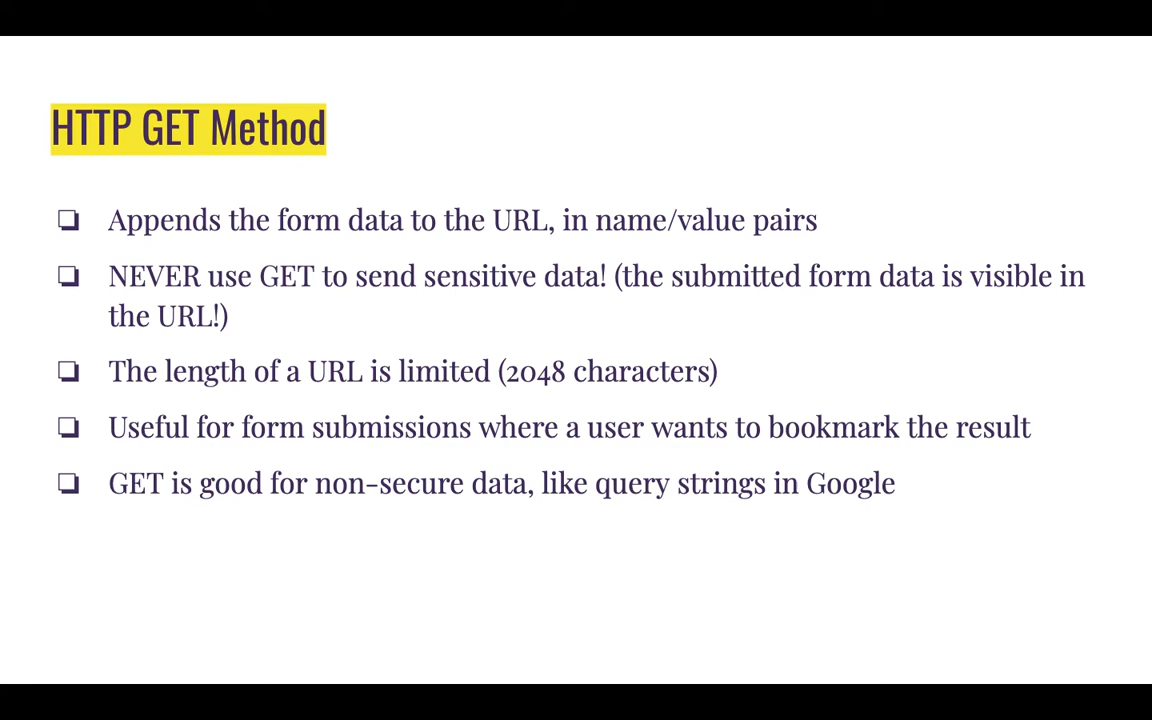 HTTP GET Method
❏ Appends the form data to the URL, in name/value pairs
❏ NEVER use GET to send sensitive data! (the submitted form data is visible in
the URL!)
❏ The length of a URL is limited (2048 characters)
❏ Useful for form submissions where a user wants to bookmark the result
❏ GET is good for non-secure data, like query strings in Google